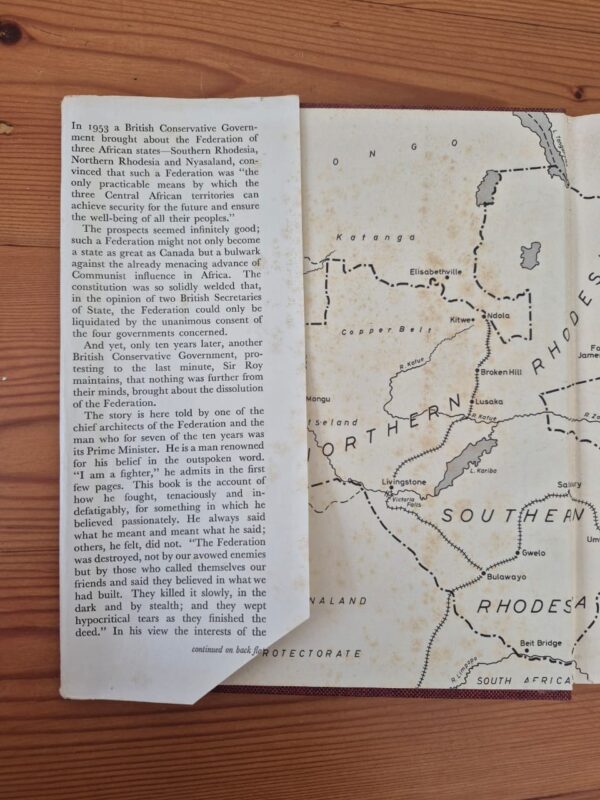 In 1953 a British Conservative Govern-
ment brought about the Federation of
three African states—Southern Rhodesia,
Northern Rhodesia and Nyasaland, con-
vinced that such a Federation was "the
only practicable means by which the
three Central African territories can
achieve security for the future and ensure
the well-being of all their peoples."
The prospects seemed infinitely good;
such a Federation might not only become
a state as great as Canada but a bulwark
against the already menacing advance of
Communist influence in Africa. The
constitution was so solidly welded that,
in the opinion of two British Secretaries
of State, the Federation could only be
liquidated by the unanimous consent of
the four governments concerned.
And yet, only ten years later, another
British Conservative Government, pro-
testing to the last minute, Sir Roy
maintains, that nothing was further from
their minds, brought about the dissolution
of the Federation.
The story is here told by one of the
chief architects of the Federation and the
man who for seven of the ten years was
its Prime Minister. He is a man renowned
for his belief in the outspoken word.
"I am a fighter," he admits in the first
few pages. This book is the account of
how he fought, tenaciously and in-
defatigably, for something in which he
believed passionately. He always said
what he meant and meant what he said;
others, he felt, did not. "The Federation
was destroyed, not by our avowed enemies
but by those who called themselves our
friends and said they believed in what we
had built. They killed it slowly, in the
dark and by stealth; and they wept
hypocritical tears as they finished the
deed." In his view the interests of the
continued on back flap
ONGO
Katanga
Elisabethville
Kitwe
Ndola
Copper Belt
R. Kafue
Broken Hill
Mongu
Lusaka
R. Kafue
tseland
ORTHERN
RHODES
L. Kariba
Livingstone
Victoria
Falls
SOUTHERN
Gwelo
Bulawayo
NALAND
RHODESA
Beit Bridge
ROTECTORATE
R. Limpopo
SOUTH AFRICA